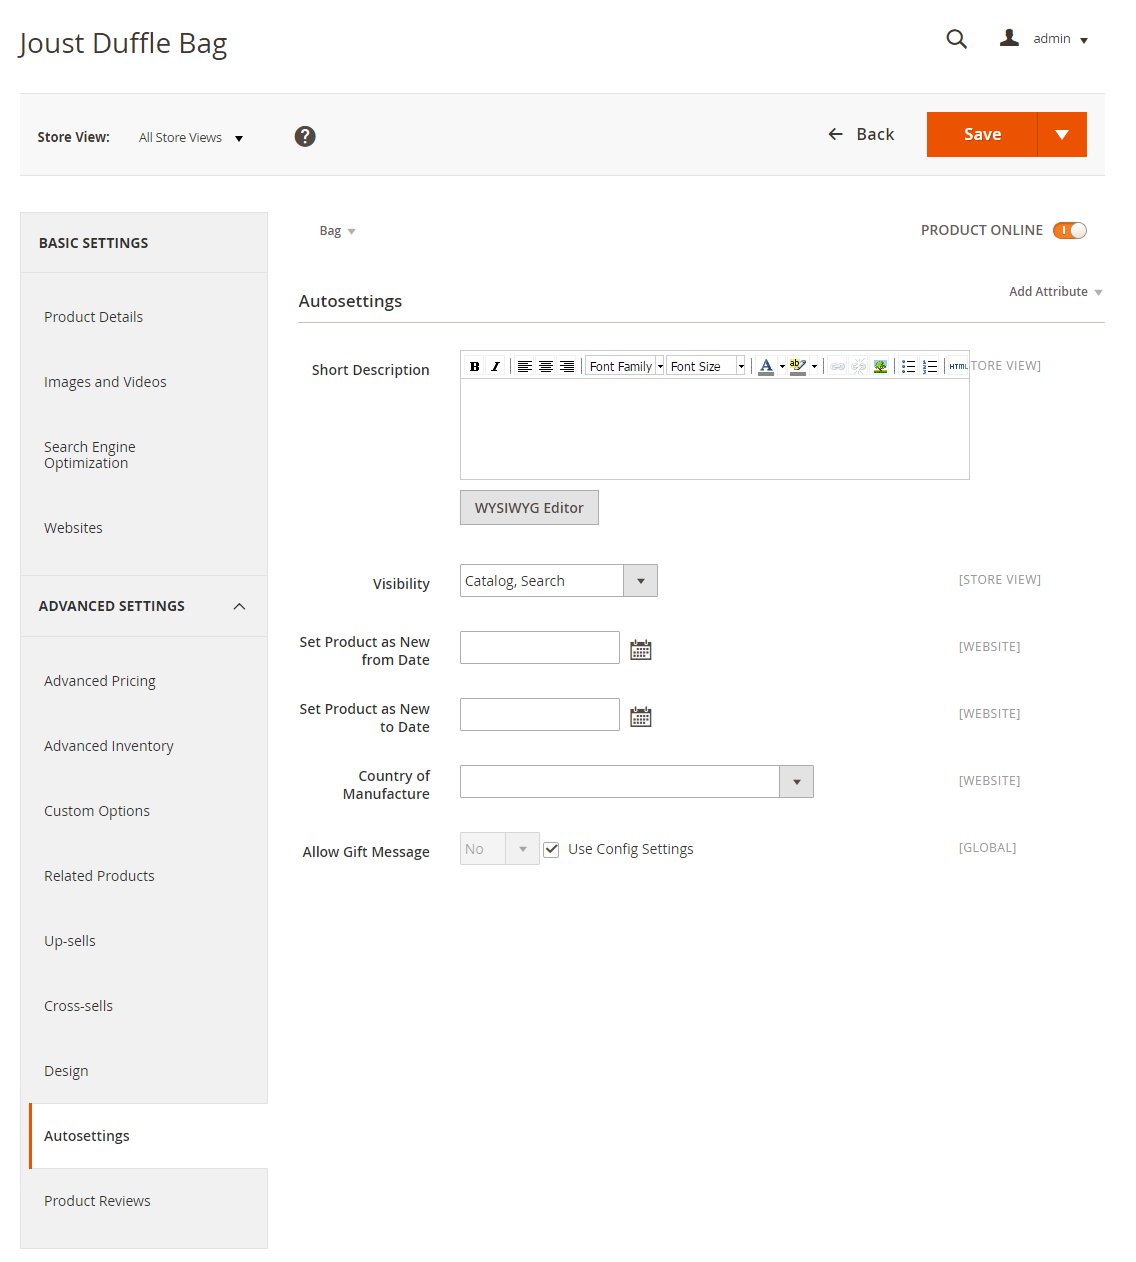 Joust Duffle Bag
admin
Store View: All Store Views ?
Back
Save
BASIC SETTINGS
Product Details
Images and Videos
Search Engine
Optimization
Websites
ADVANCED SETTINGS
Advanced Pricing
Advanced Inventory
Custom Options
Related Products
Up-sells
Cross-sells
Design
Autosettings
Product Reviews
Bag
PRODUCT ONLINE
Autosettings
Add Attribute
Short Description
B I Font Family Font Size A ab HTML
TORE VIEW]
WYSIWYG Editor
Visibility
Catalog, Search
[STORE VIEW]
Set Product as New
from Date
[WEBSITE]
Set Product as New
to Date
[WEBSITE]
Country of
Manufacture
[WEBSITE]
Allow Gift Message
No
Use Config Settings
[GLOBAL]